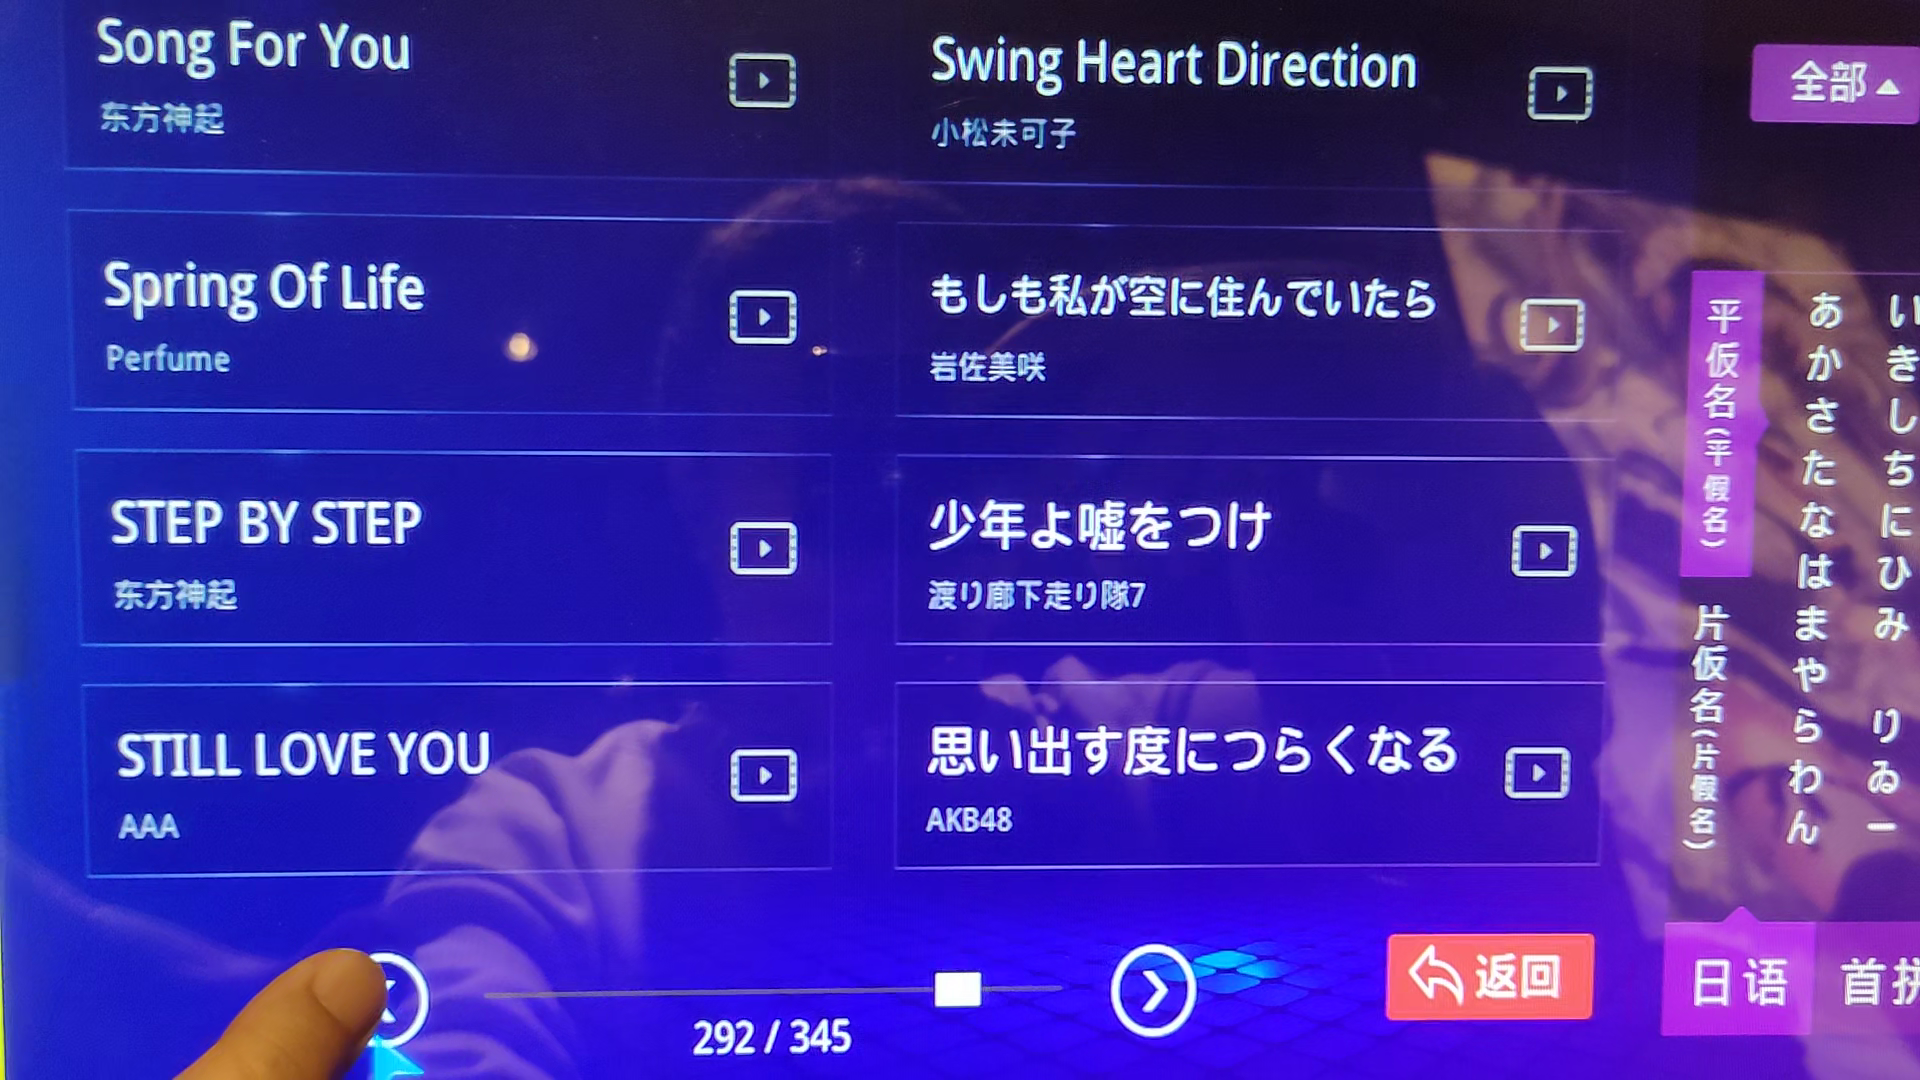 Song For You
东方神起
Swing Heart Direction
小松未可子
Spring Of Life
Perfume
もしも私が空に住んでいたら
岩佐美咲
STEP BY STEP
东方神起
少年よ嘘をつけ
渡り廊下走り隊7
STILL LOVE YOU
AAA
思い出す度につらくなる
AKB48
292 / 345
返回
全部
平仮名(平假名)
片仮名(片假名)
あかさたなはまやらわん
いきしちにひみ りゐー
日语
首拼